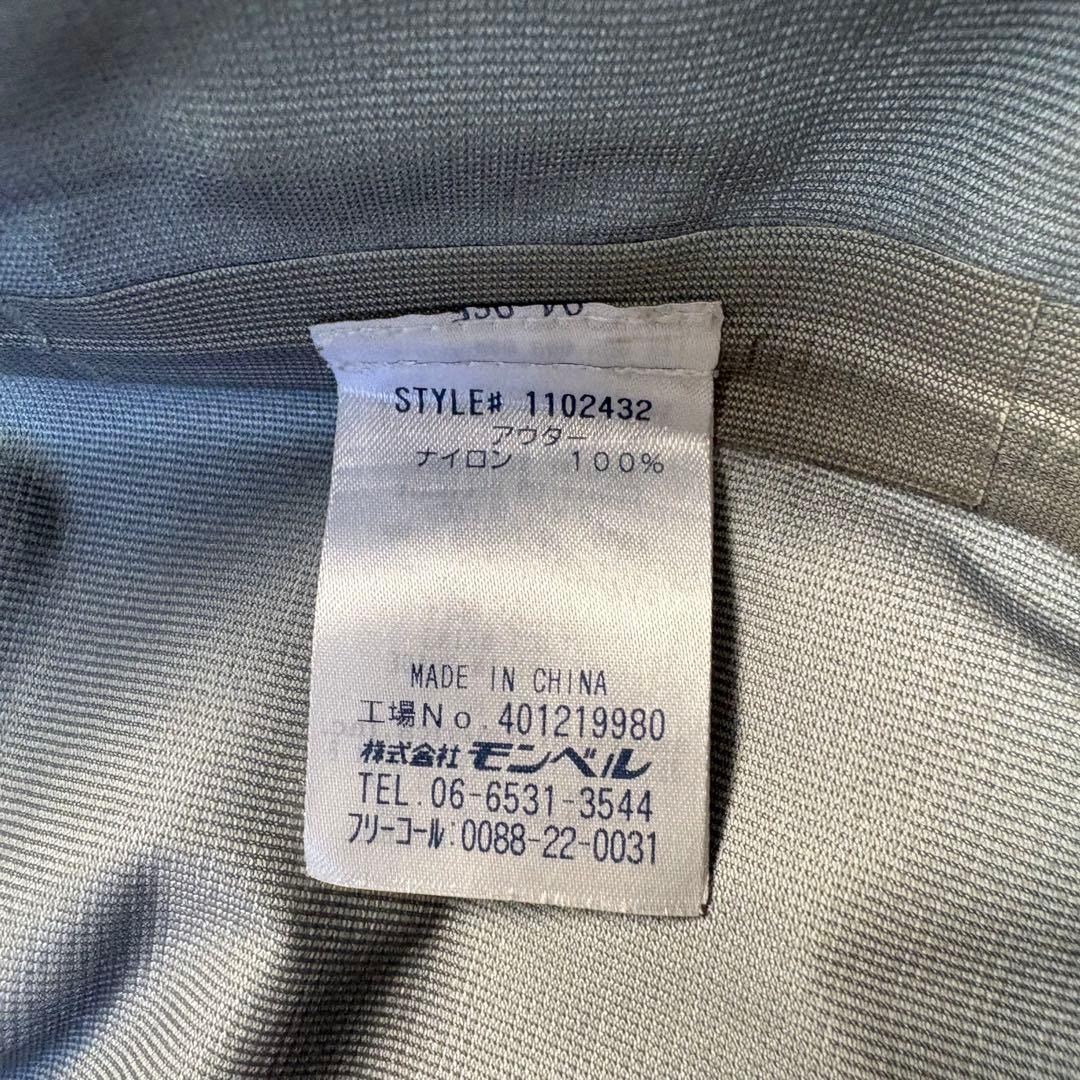 STYLE# 1102432
アウター
ナイロン 100%
MADE IN CHINA
工場No.401219980
株式会社モンベル
TEL.06-6531-3544
フリーコール:0088-22-0031